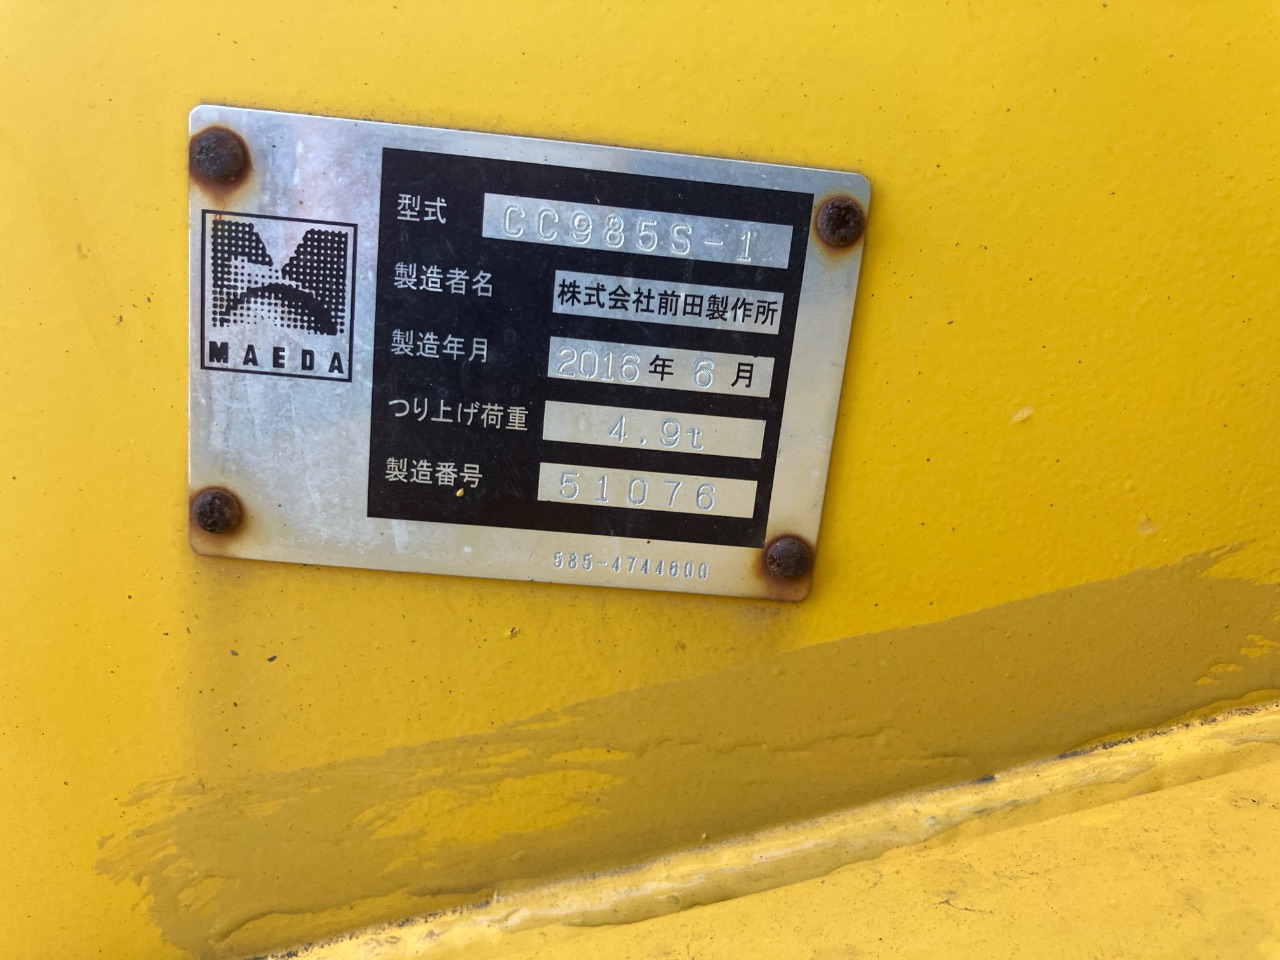 MAEDA
型式 CC985S-1
製造者名 株式会社前田製作所
製造年月 2016年 6月
つり上げ荷重 4.9t
製造番号 51076
585-4744600